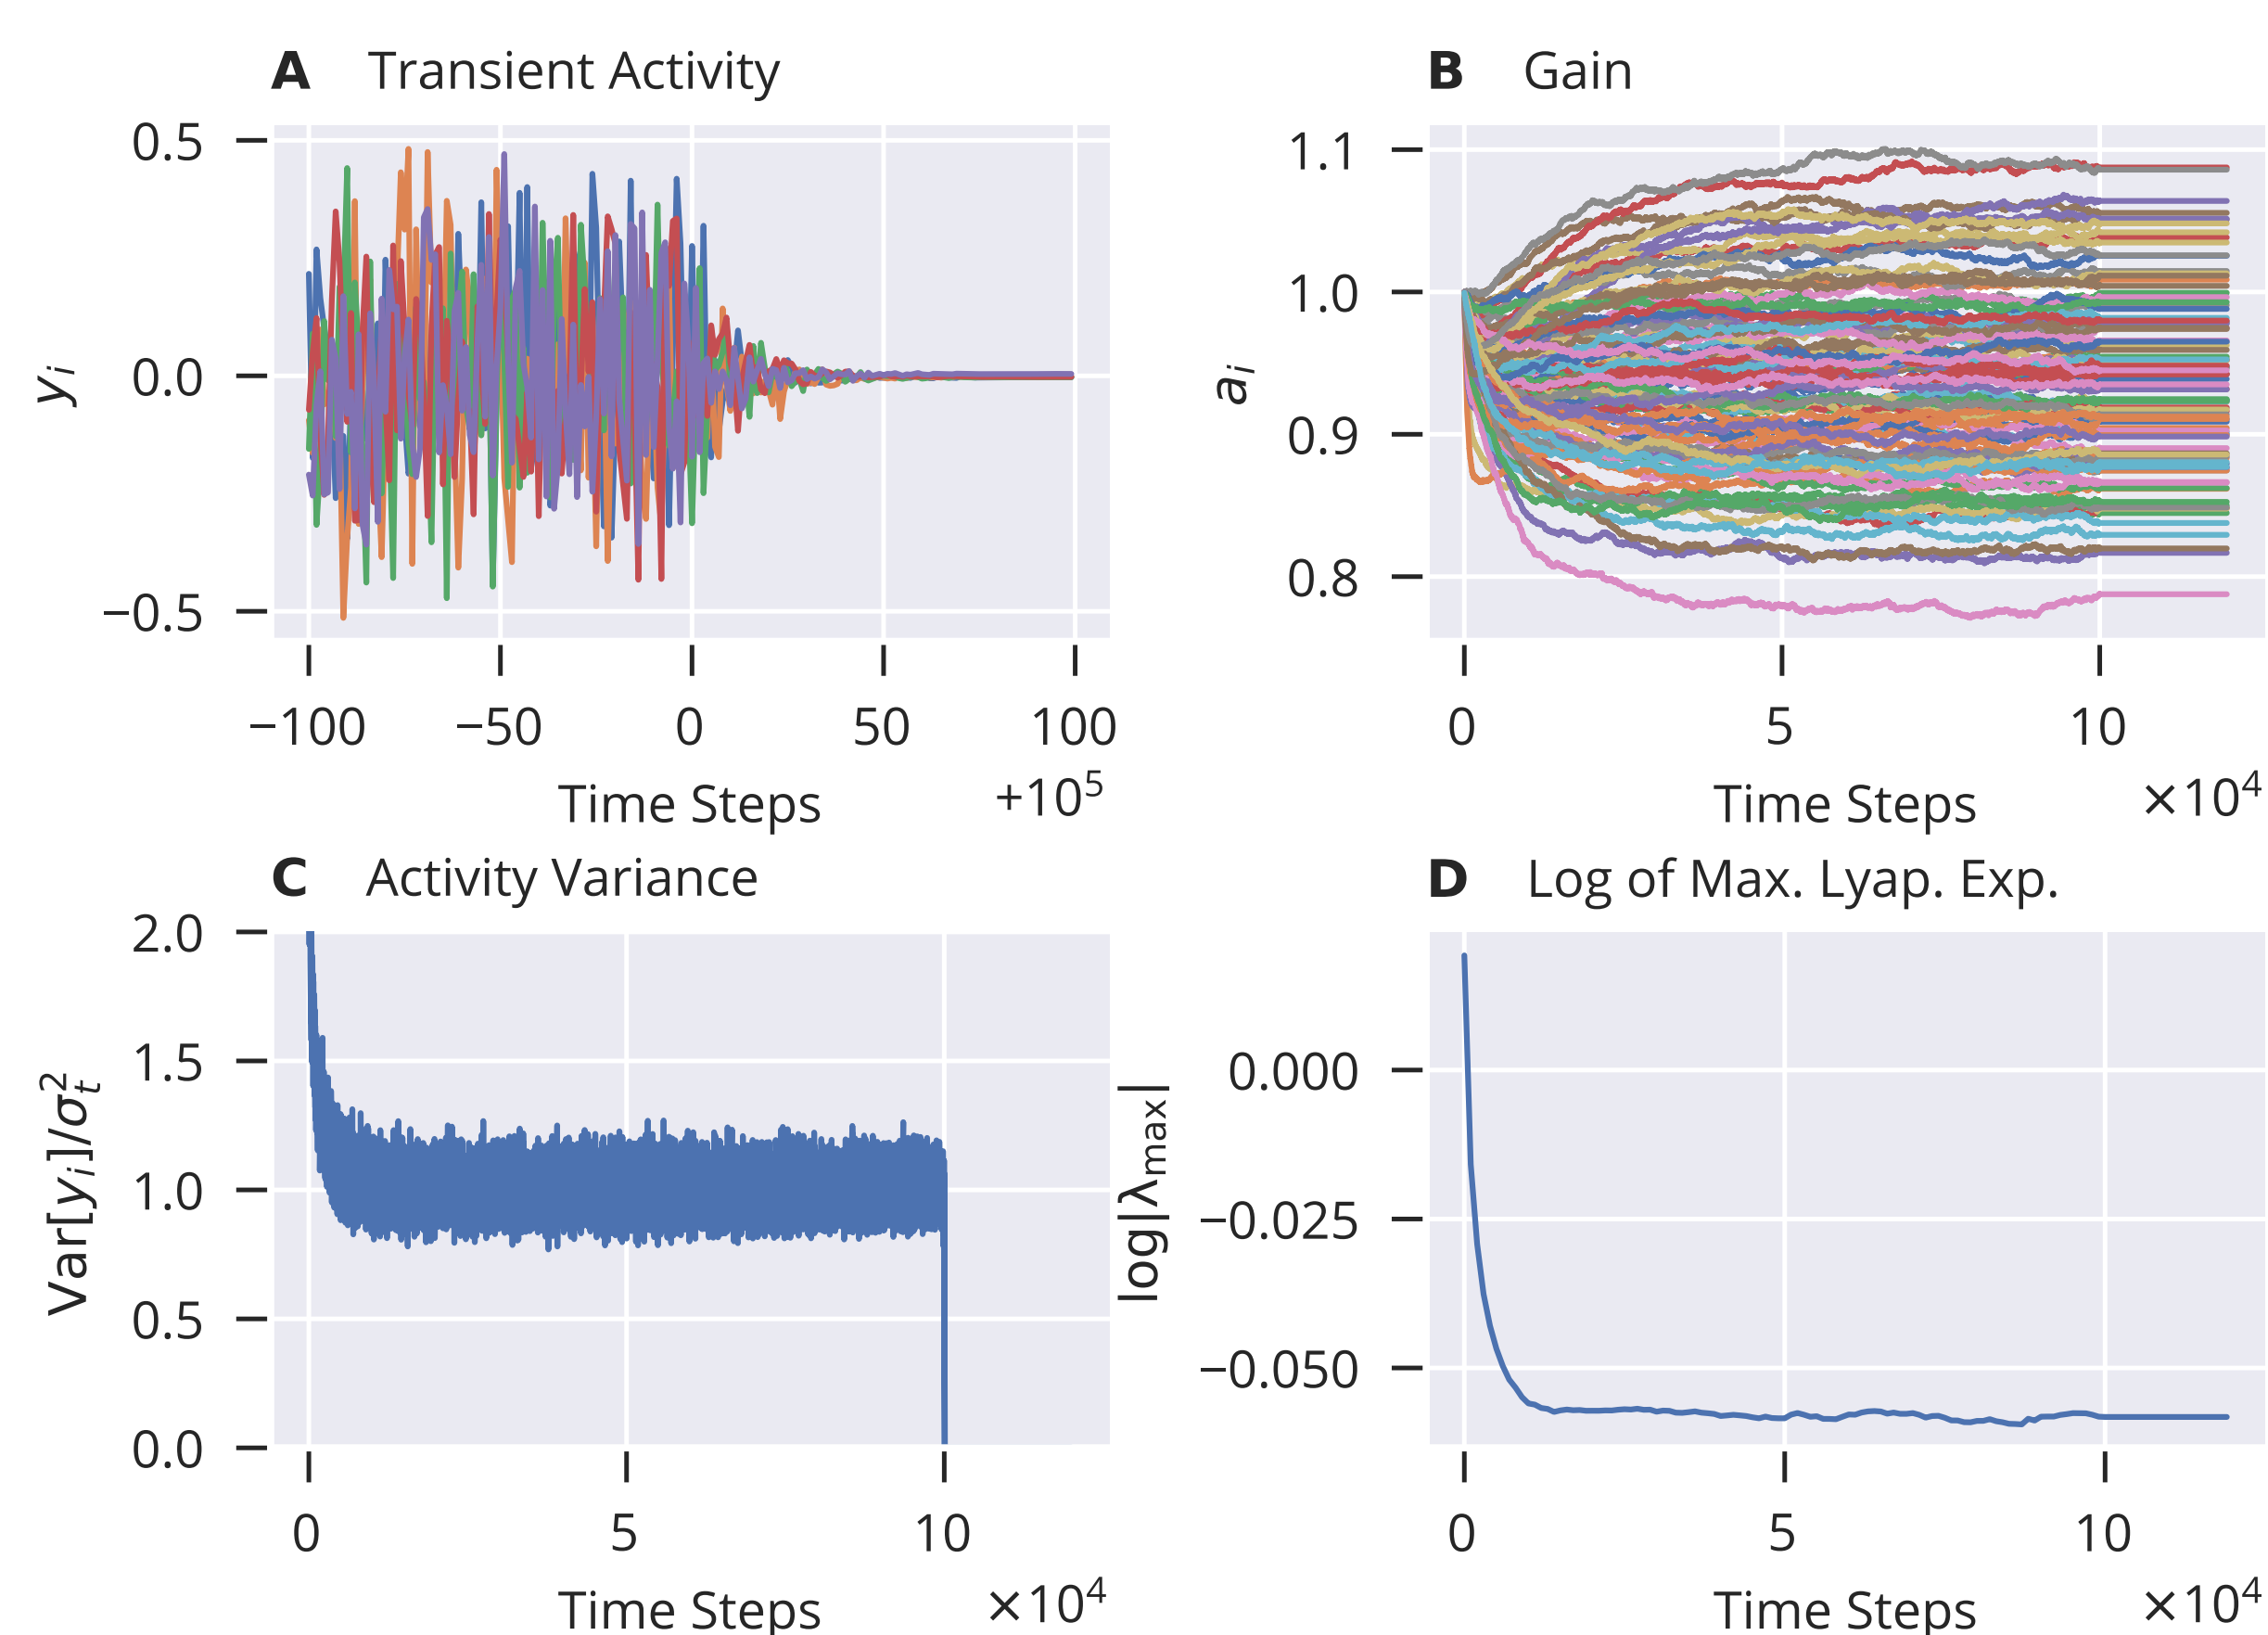 A Transient Activity
0.5
0.0
−0.5
y_i
−100 −50 0 50 100
Time Steps +10^5
B Gain
1.1
1.0
0.9
0.8
a_i
0 5 10
Time Steps ×10^4
C Activity Variance
2.0
1.5
1.0
0.5
0.0
Var[y_i]/σ_t^2
0 5 10
Time Steps ×10^4
D Log of Max. Lyap. Exp.
0.000
−0.025
−0.050
log|λ_max|
0 5 10
Time Steps ×10^4